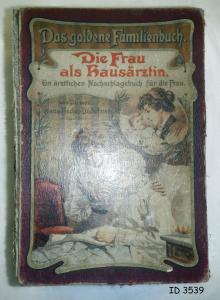 Das goldene Familienbuch.
Die Frau
als Hausärztin.
Ein ärztliches Nachschlagebuch für die Frau.
ID 3539